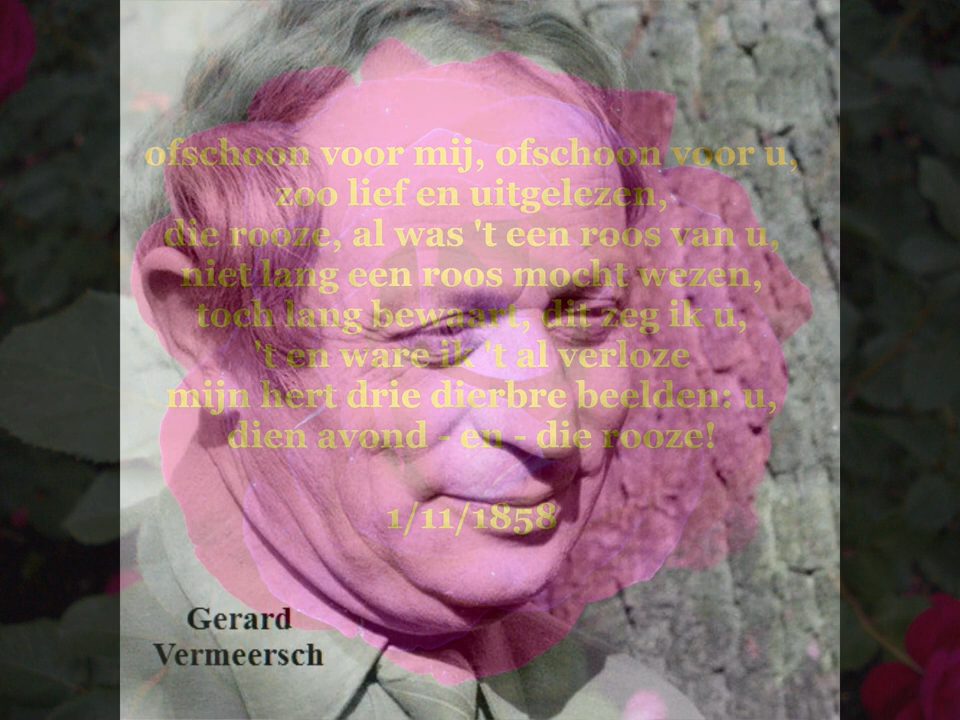 ofschoon voor mij, ofschoon voor u,
zoo lief en uitgelezen,
die rooze, al was 't een roos van u,
niet lang een roos mocht wezen,
toch lang bewaart, dit zeg ik u,
't en ware ik 't al verloze
mijn hert drie dierbre beelden: u,
dien avond - en - die rooze!
1/11/1858
Gerard
Vermeersch